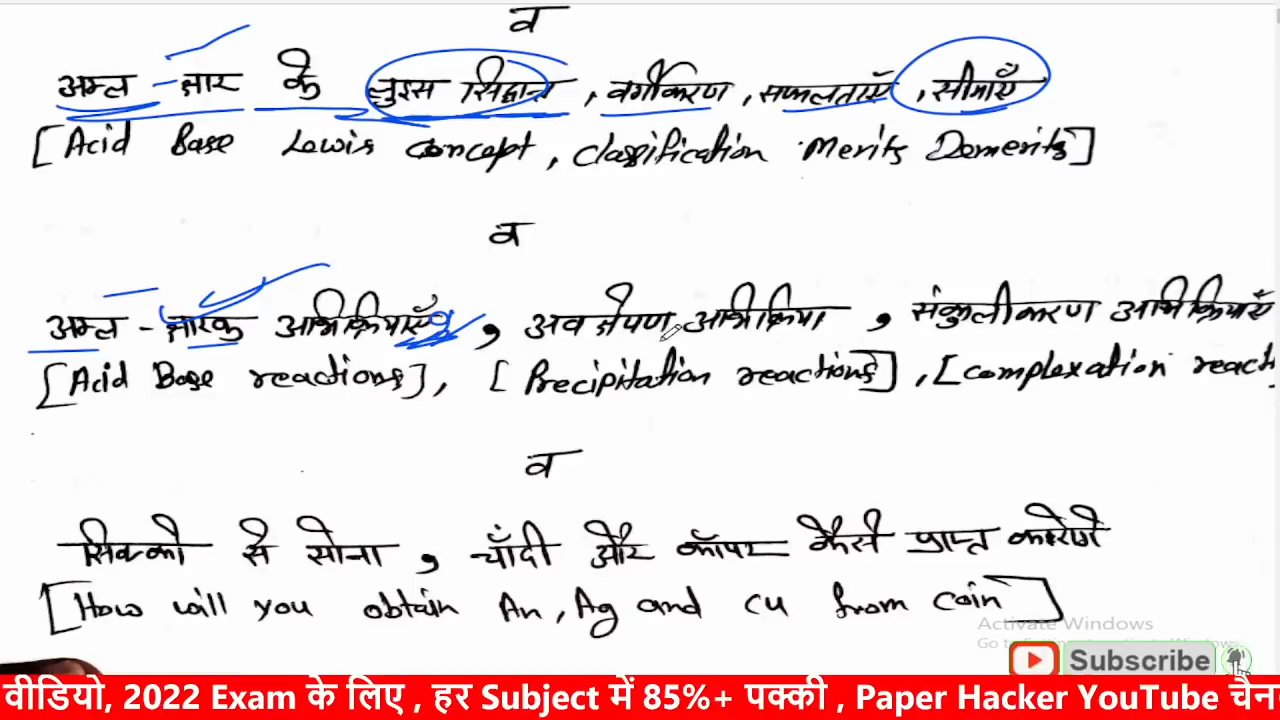 व
अम्ल - क्षार के लुइस सिद्धान्त , वर्गीकरण , सफलताएँ , सीमाएँ
[Acid Base Lewis concept, classification Merits Demerits]
व
अम्ल - क्षारक अभिक्रियाएँ , अवक्षेपण अभिक्रिया , संकुलीकरण अभिक्रियाएँ
[Acid Base reactions], [Precipitation reactions], [complexation react
व
सिक्को से सोना , चाँदी और कॉपर कैसे प्राप्त करेगे
[How will you obtain An, Ag and cu from coin]
Activate Windows
Subscribe
वीडियो, 2022 Exam के लिए , हर Subject में 85%+ पक्की , Paper Hacker YouTube चैन